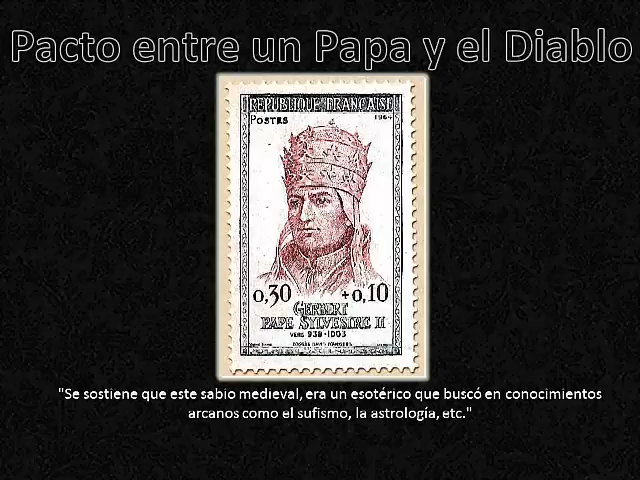 Pacto entre un Papa y el Diablo
REPUBLIQUE FRANCAISE
POSTES 1964
0,30 +0,10
GERBERT
PAPE SYLVESTRE II
VERS 938-1003
"Se sostiene que este sabio medieval, era un esotérico que buscó en conocimientos
arcanos como el sufismo, la astrología, etc."